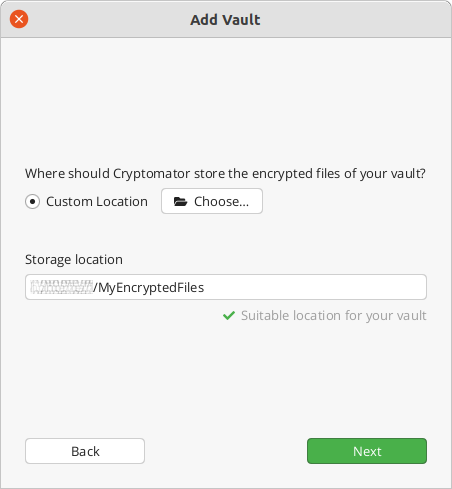 Add Vault
Where should Cryptomator store the encrypted files of your vault?
Custom Location
Choose...
Storage location
/MyEncryptedFiles
Suitable location for your vault
Back
Next